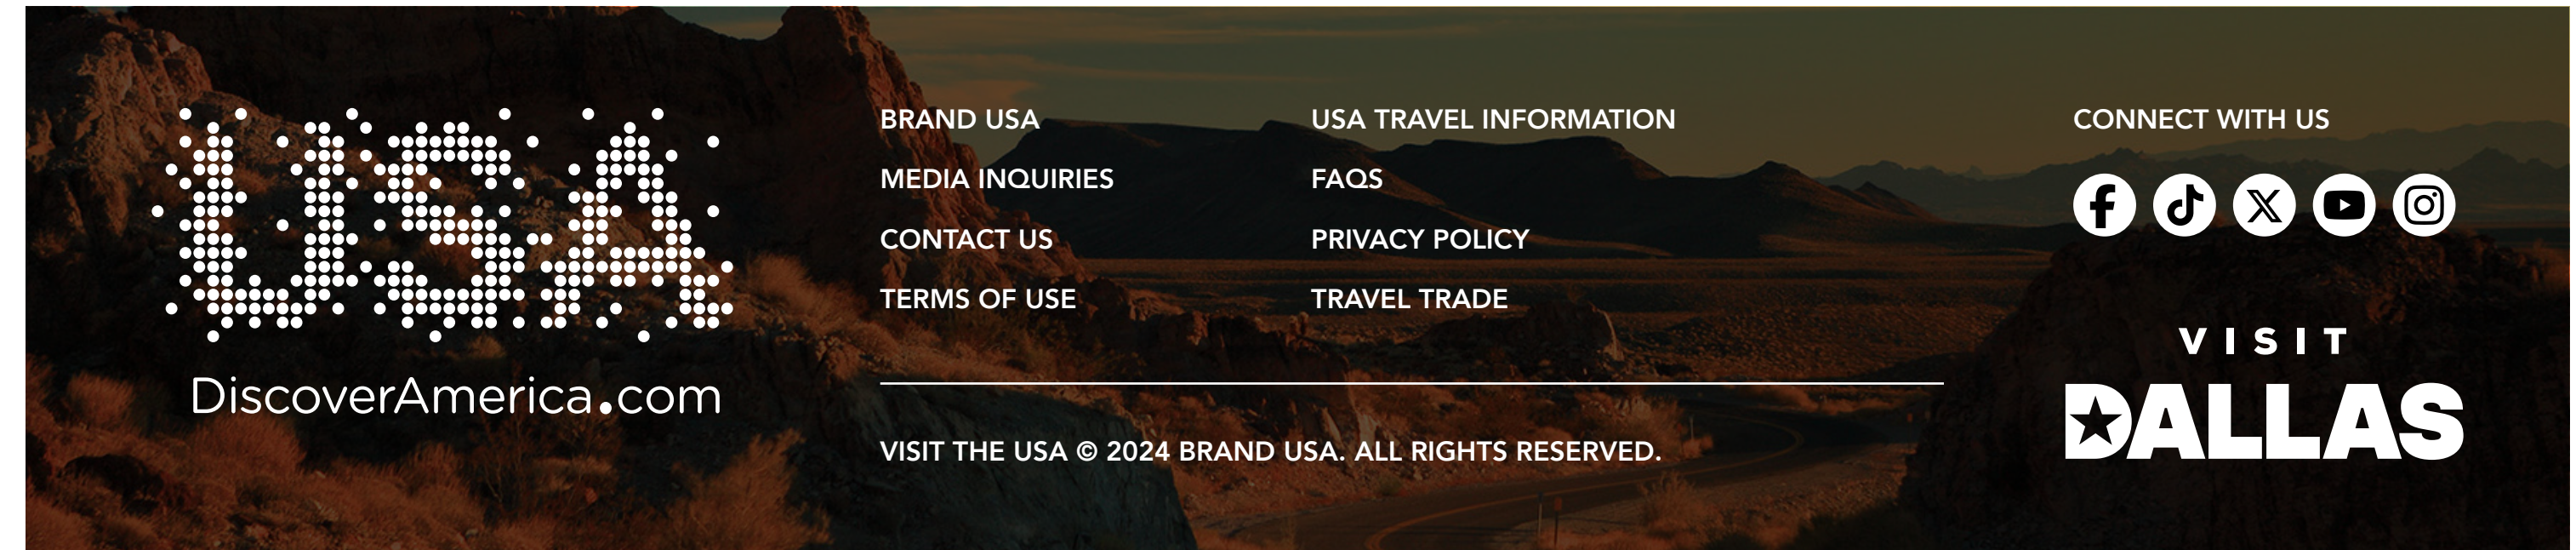 USA
DiscoverAmerica.com
BRAND USA
MEDIA INQUIRIES
CONTACT US
TERMS OF USE
USA TRAVEL INFORMATION
FAQS
PRIVACY POLICY
TRAVEL TRADE
VISIT THE USA © 2024 BRAND USA. ALL RIGHTS RESERVED.
CONNECT WITH US
VISIT
DALLAS